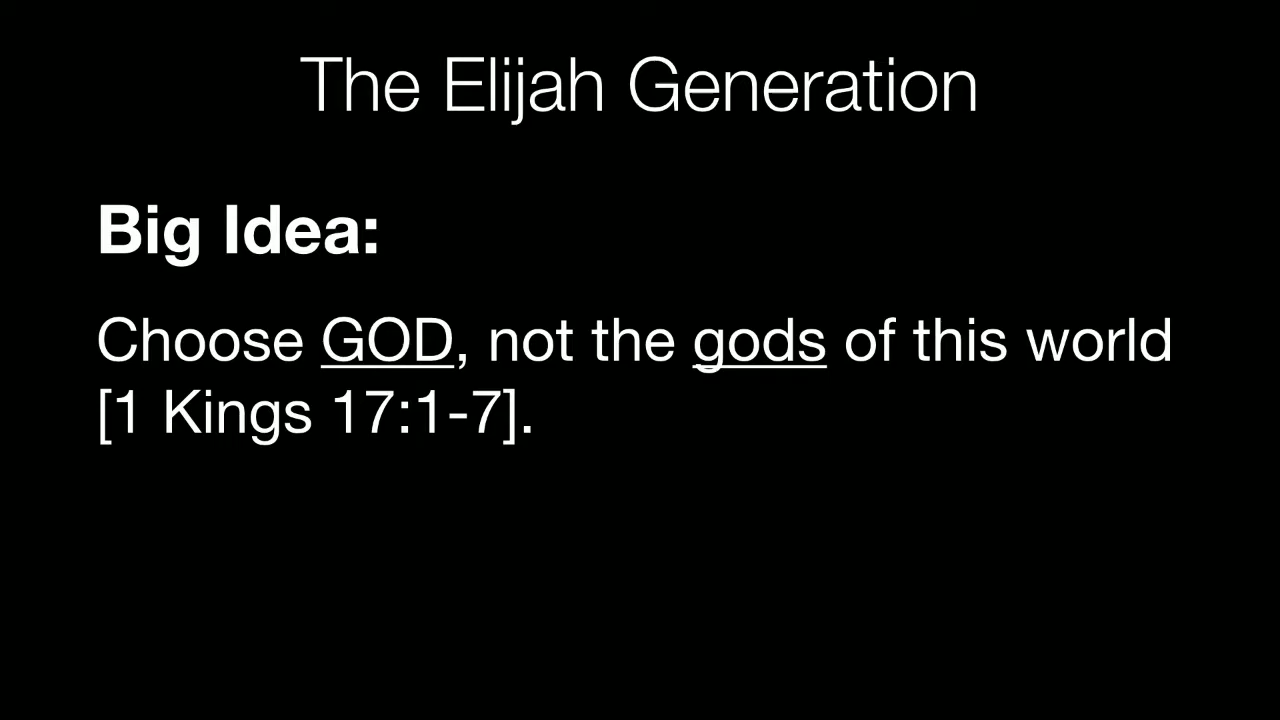 The Elijah Generation
Big Idea:
Choose GOD, not the gods of this world
[1 Kings 17:1-7].